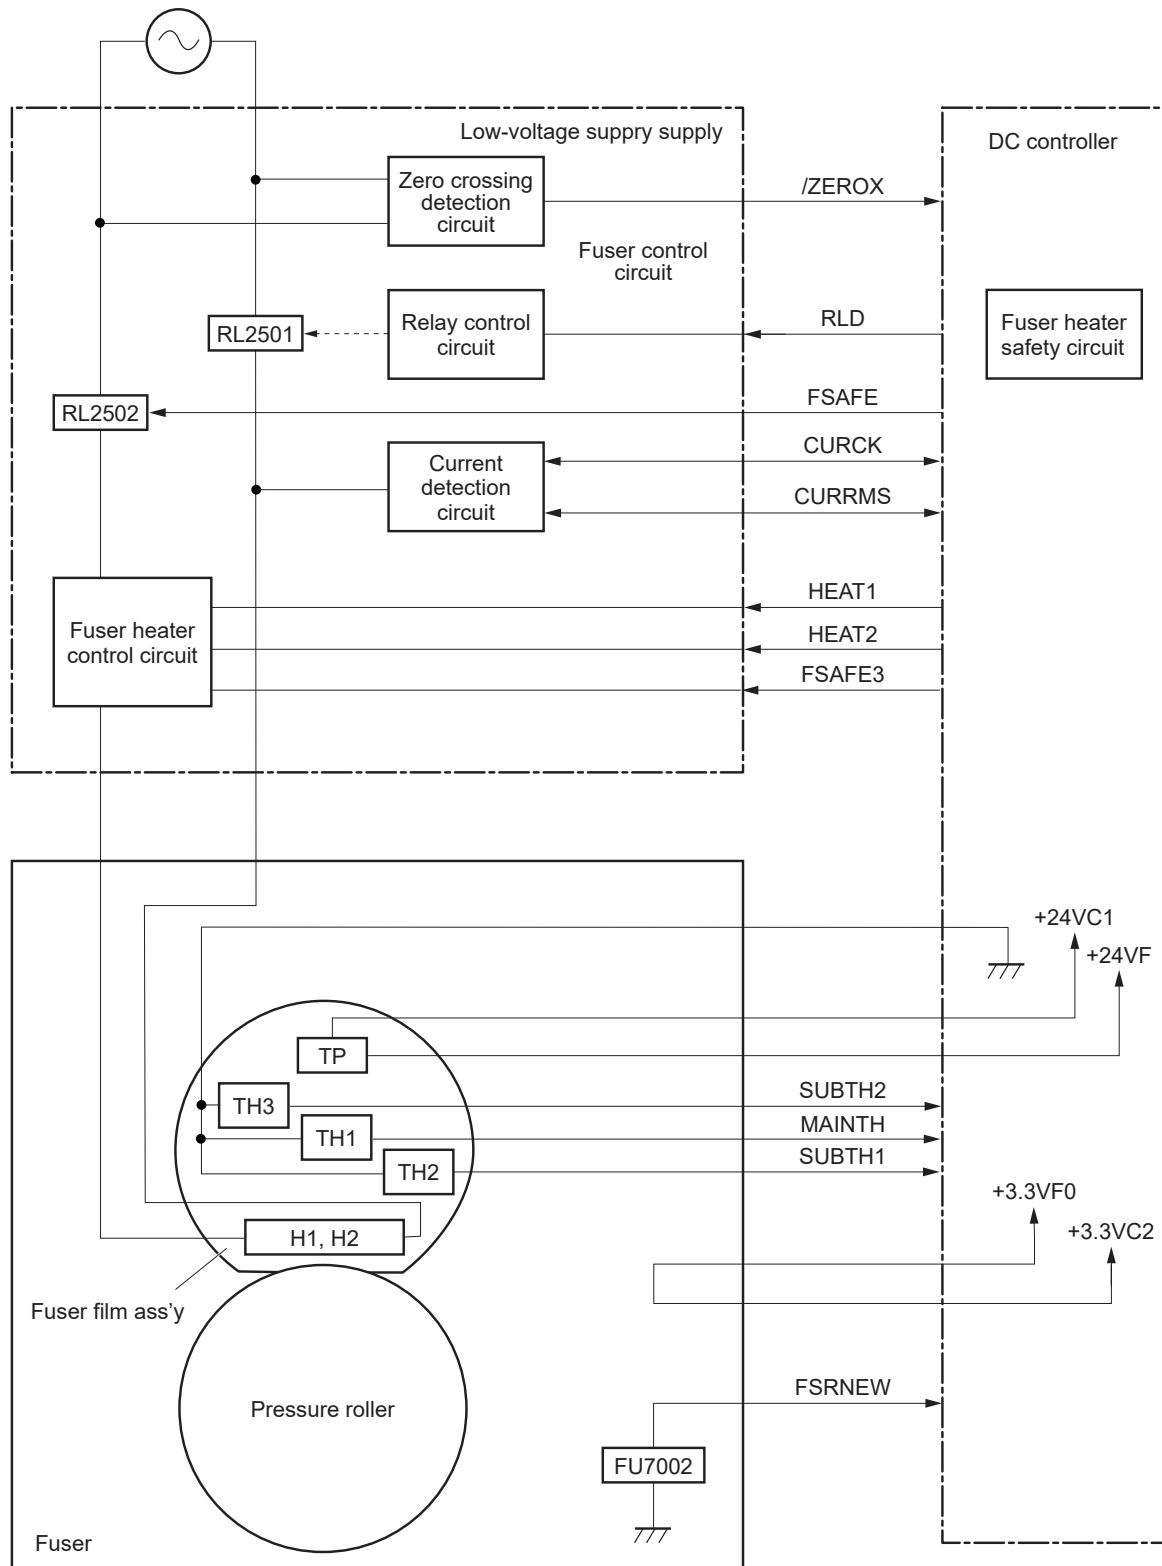 Low-voltage suppry supply
DC controller
Zero crossing
detection
circuit
/ZEROX
Fuser control
circuit
RL2501
Relay control
circuit
RLD
Fuser heater
safety circuit
RL2502
FSAFE
Current
detection
circuit
CURCK
CURRMS
Fuser heater
control circuit
HEAT1
HEAT2
FSAFE3
+24VC1
+24VF
TP
TH3
SUBTH2
TH1
MAINTH
TH2
SUBTH1
+3.3VF0
+3.3VC2
H1, H2
Fuser film ass’y
Pressure roller
FSRNEW
FU7002
Fuser